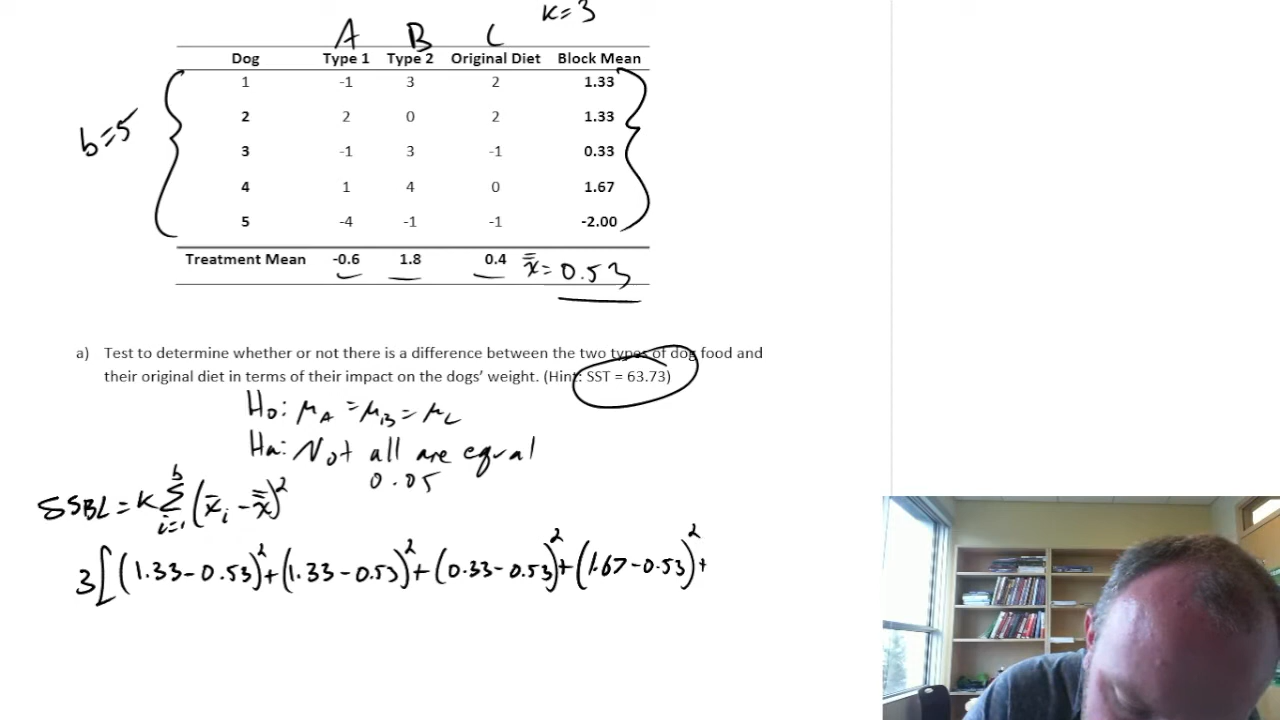 k=3
A B C
Dog Type 1 Type 2 Original Diet Block Mean
1 -1 3 2 1.33
2 2 0 2 1.33
b=5
3 -1 3 -1 0.33
4 1 4 0 1.67
5 -4 -1 -1 -2.00
Treatment Mean -0.6 1.8 0.4 x̿= 0.53
a) Test to determine whether or not there is a difference between the two types of dog food and
their original diet in terms of their impact on the dogs’ weight. (Hint: SST = 63.73)
H₀: μ_A = μ_B = μ_C
Ha: Not all are equal
0.05
SSBL = k Σ_{i=1}^{b} (x̄_i - x̿)²
3[(1.33-0.53)²+(1.33-0.53)²+(0.33-0.53)²+(1.67-0.53)²+